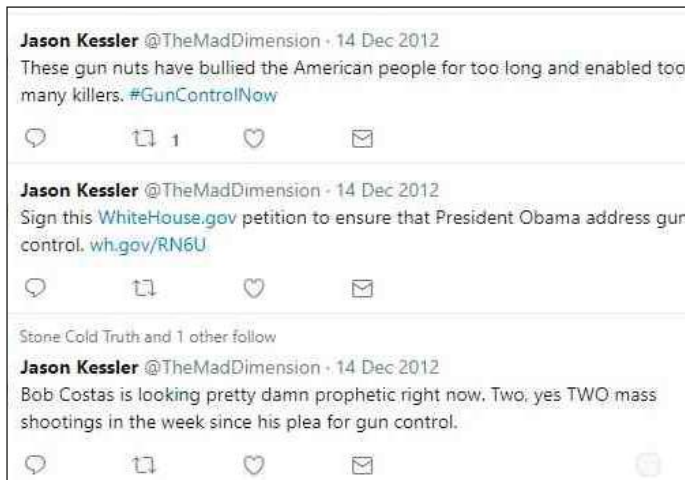 Jason Kessler @TheMadDimension · 14 Dec 2012
These gun nuts have bullied the American people for too long and enabled too
many killers. #GunControlNow
1
Jason Kessler @TheMadDimension · 14 Dec 2012
Sign this WhiteHouse.gov petition to ensure that President Obama address gun
control. wh.gov/RN6U
Stone Cold Truth and 1 other follow
Jason Kessler @TheMadDimension · 14 Dec 2012
Bob Costas is looking pretty damn prophetic right now. Two, yes TWO mass
shootings in the week since his plea for gun control.